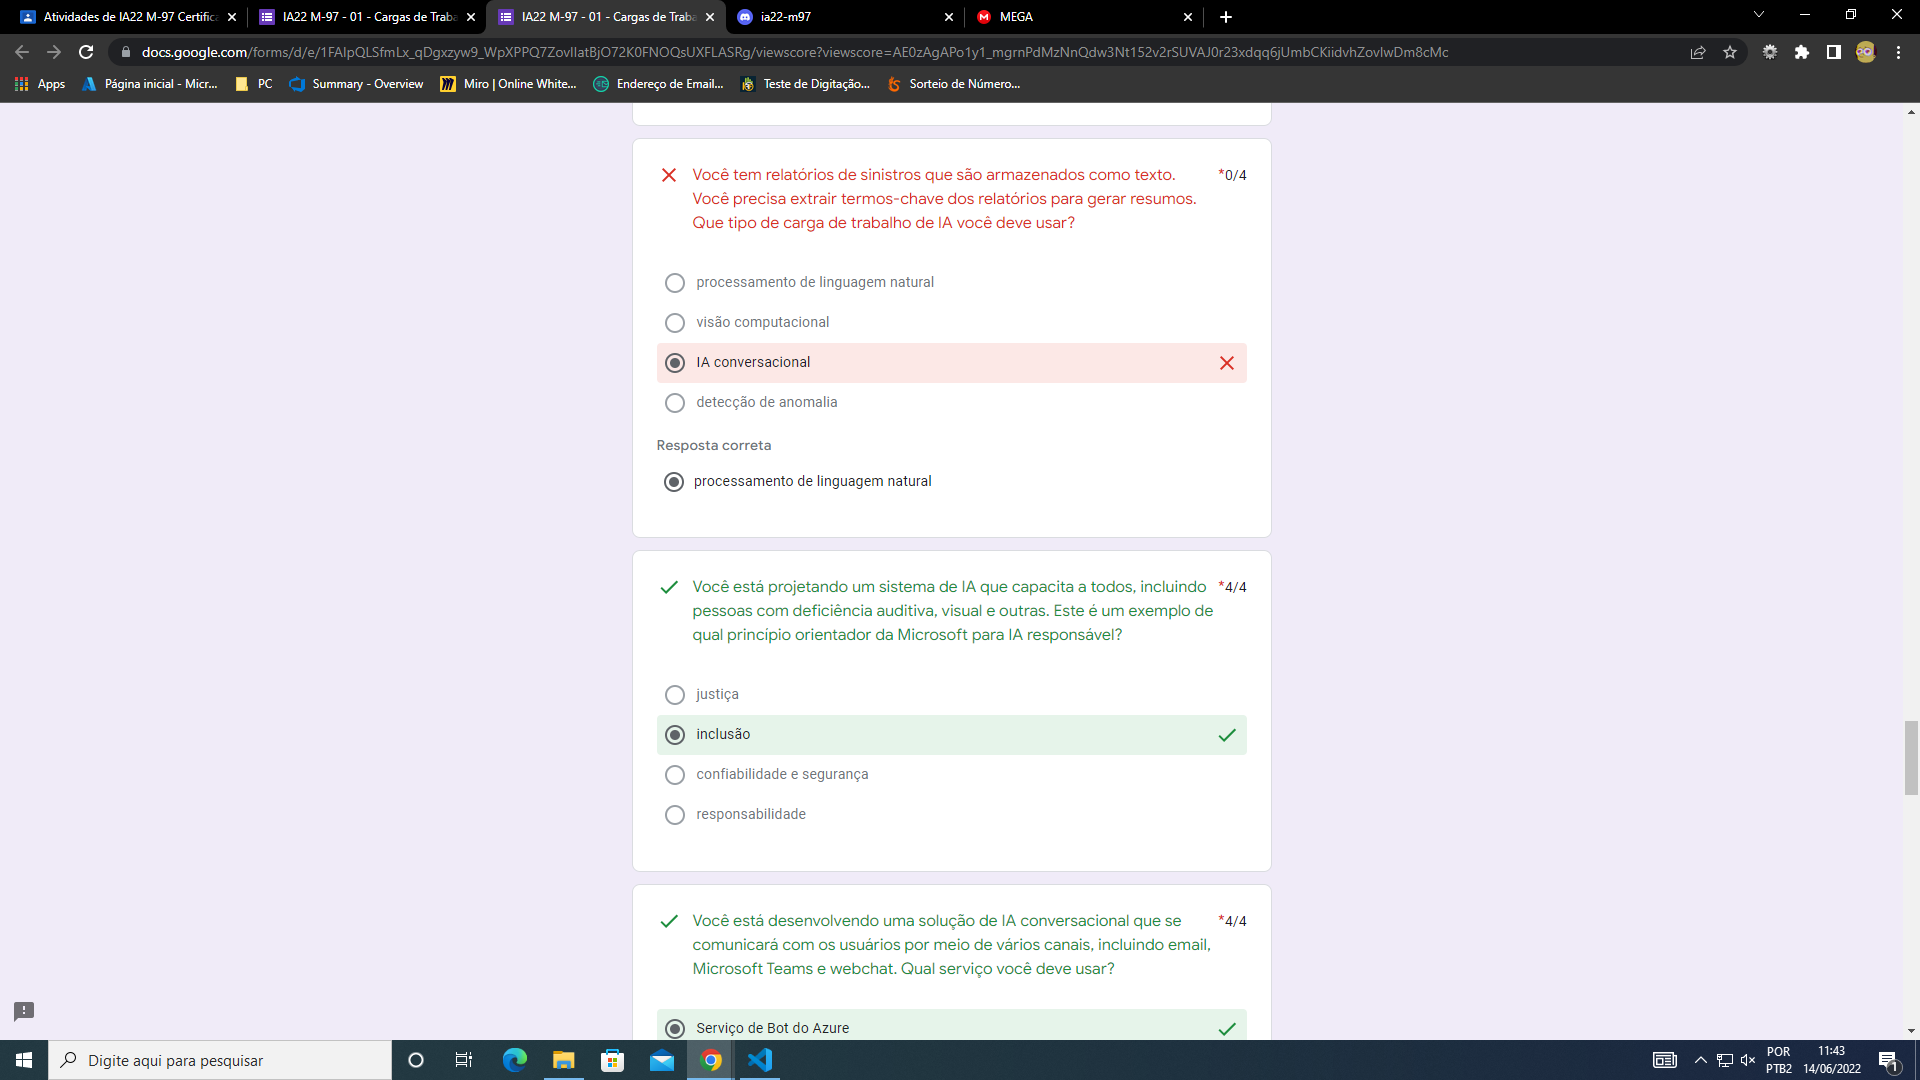 Atividades de IA22 M-97 Certifica
IA22 M-97 - 01 - Cargas de Traba
IA22 M-97 - 01 - Cargas de Traba
ia22-m97
MEGA
docs.google.com/forms/d/e/1FAIpQLSfmLx_qDgxzyw9_WpXPPQ7ZovIIatBjO72K0FNOQsUXFLASRg/viewscore?viewscore=AE0zAgAPo1y1_mgrnPdMzNnQdw3Nt152v2rSUVAJ0r23xdqq6jUmbCKiidvhZovIwDm8cMc
Apps
Página inicial - Micr...
PC
Summary - Overview
Miro | Online White...
Endereço de Email...
Teste de Digitação...
Sorteio de Número...
Você tem relatórios de sinistros que são armazenados como texto. *0/4
Você precisa extrair termos-chave dos relatórios para gerar resumos.
Que tipo de carga de trabalho de IA você deve usar?
processamento de linguagem natural
visão computacional
IA conversacional
detecção de anomalia
Resposta correta
processamento de linguagem natural
Você está projetando um sistema de IA que capacita a todos, incluindo *4/4
pessoas com deficiência auditiva, visual e outras. Este é um exemplo de
qual princípio orientador da Microsoft para IA responsável?
justiça
inclusão
confiabilidade e segurança
responsabilidade
Você está desenvolvendo uma solução de IA conversacional que se *4/4
comunicará com os usuários por meio de vários canais, incluindo email,
Microsoft Teams e webchat. Qual serviço você deve usar?
Serviço de Bot do Azure
Digite aqui para pesquisar
POR
PTB2
11:43
14/06/2022
1